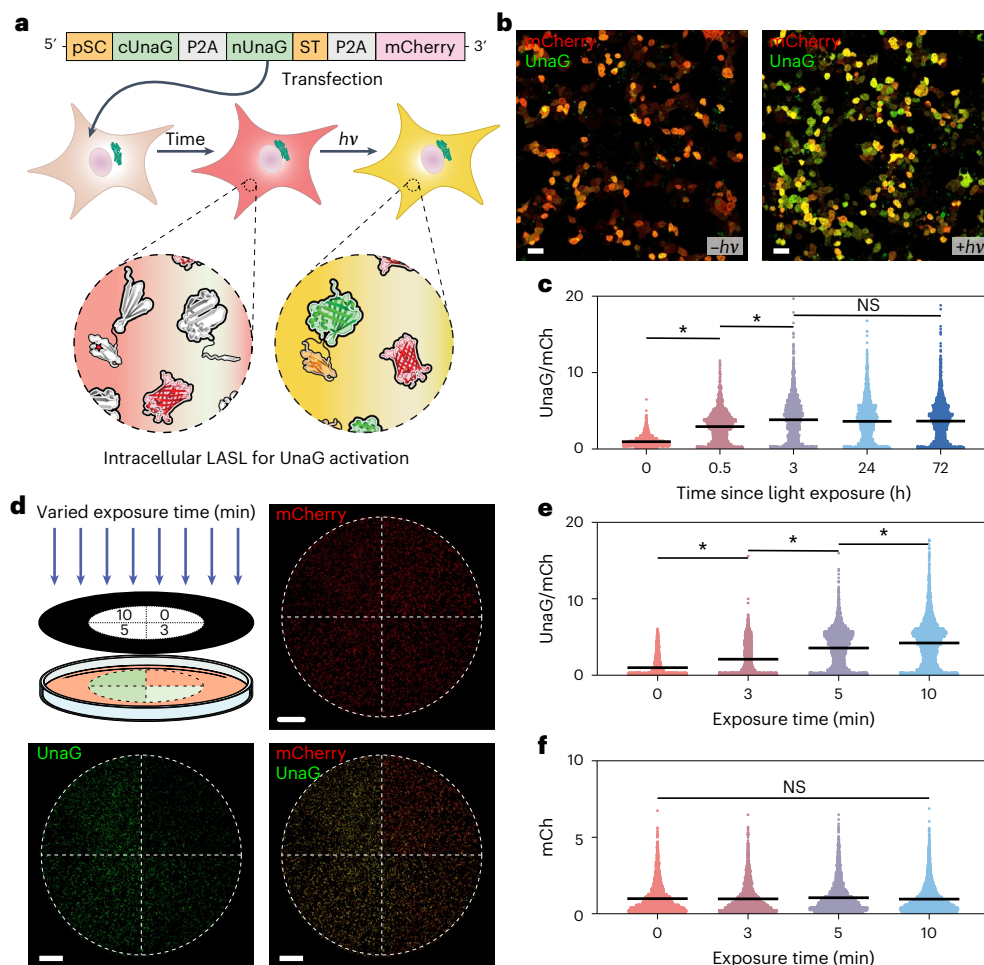 a
5′ pSC cUnaG P2A nUnaG ST P2A mCherry 3′
Transfection
Time
hv
Intracellular LASL for UnaG activation
b
mCherry
UnaG
–hv
mCherry
UnaG
+hv
c
20
10
0
UnaG/mCh
*
*
NS
0 0.5 3 24 72
Time since light exposure (h)
d
Varied exposure time (min)
10 0
5 3
mCherry
UnaG
mCherry
UnaG
e
20
10
0
UnaG/mCh
*
*
*
0 3 5 10
Exposure time (min)
f
10
5
0
mCh
NS
0 3 5 10
Exposure time (min)